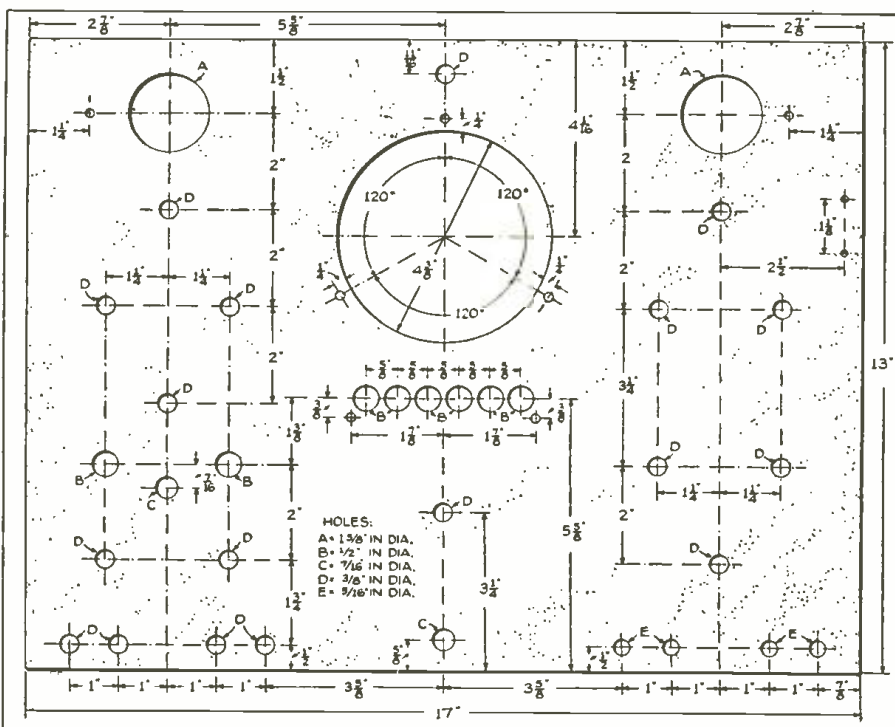 2 7/8" 5 5/8" 2 7/8"
A D A
1 1/2" 11/16" 1 1/2"
1/4" 4 1/16"
1 1/4" 1 1/4"
2" 120° 120° 2
D D
1 1/8"
2" 1/4" 4 3/8" 1/4" 2" 2 1/2"
1 1/4" 1 1/4"
D D 120° D D
2" 13"
5/8" 5/8" 5/8" 5/8" 5/8"
D 3/8" B B B 3/8" 3 1/4"
1 3/8" 1 7/8" 1 7/8"
B 7/16" B D D
C 1 1/4" 1 1/4"
2" D 5 5/8" 2"
HOLES:
A = 1 5/8" IN DIA.
B = 1/2" IN DIA.
C = 7/16" IN DIA.
D = 3/8" IN DIA.
E = 5/16" IN DIA.
D D D
1 3/4" 3 1/4"
D D C E E
1/2" 5/8" 1/2"
1" 1" 1" 1" 3 5/8" 3 5/8" 1" 1" 1" 7/8"
17"